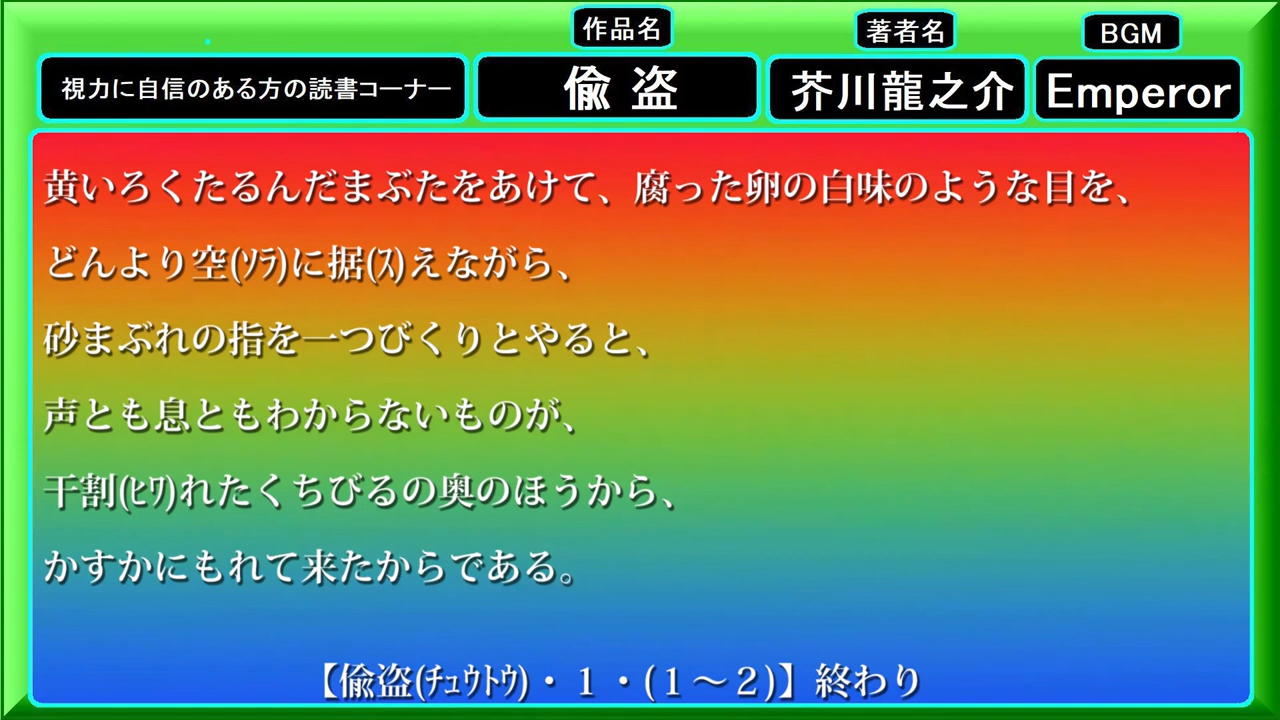 作品名
著者名
BGM
視力に自信のある方の読書コーナー
偸盗
芥川龍之介
Emperor
黄いろくたるんだまぶたをあけて、腐った卵の白味のような目を、
どんより空(ｿﾗ)に据(ｽ)えながら、
砂まぶれの指を一つびくりとやると、
声とも息ともわからないものが、
干割(ﾋﾜ)れたくちびるの奥のほうから、
かすかにもれて来たからである。
【偸盗(ﾁｭｳﾄｳ)・１・(１～２)】終わり